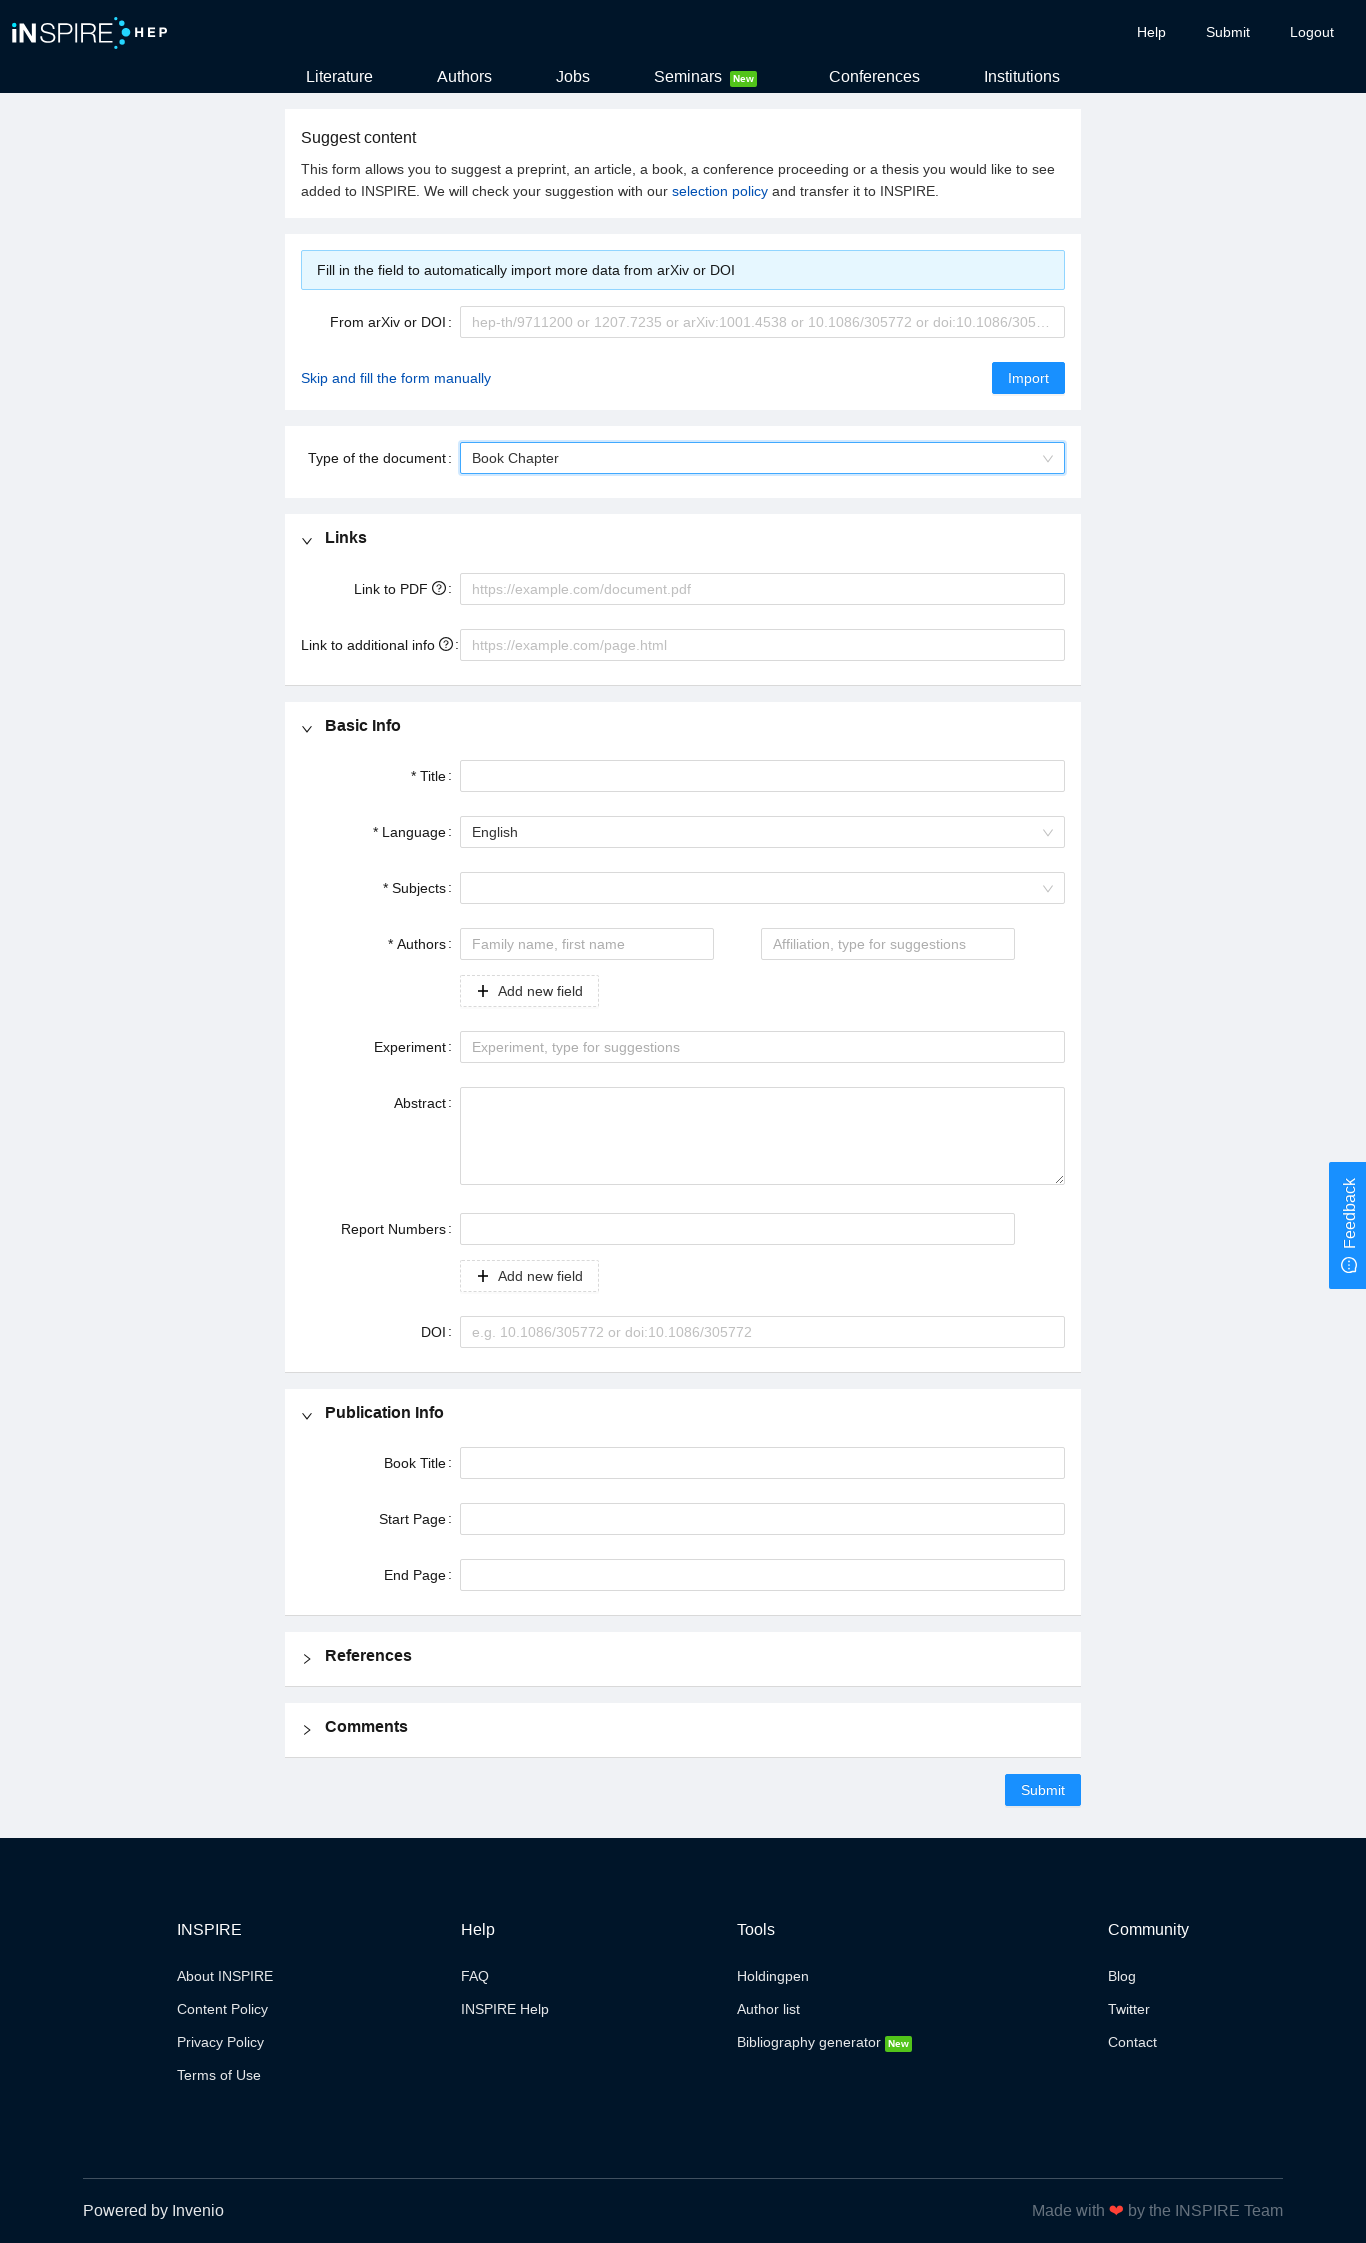 iNSPIRE HEP
Help Submit Logout
Literature Authors Jobs Seminars New Conferences Institutions
Suggest content
This form allows you to suggest a preprint, an article, a book, a conference proceeding or a thesis you would like to see
added to INSPIRE. We will check your suggestion with our selection policy and transfer it to INSPIRE.
Fill in the field to automatically import more data from arXiv or DOI
From arXiv or DOI : hep-th/9711200 or 1207.7235 or arXiv:1001.4538 or 10.1086/305772 or doi:10.1086/305…
Skip and fill the form manually Import
Type of the document : Book Chapter
Links
Link to PDF ? : https://example.com/document.pdf
Link to additional info ? : https://example.com/page.html
Basic Info
* Title :
* Language : English
* Subjects :
* Authors : Family name, first name Affiliation, type for suggestions
+ Add new field
Experiment : Experiment, type for suggestions
Abstract :
Feedback
Report Numbers :
+ Add new field
DOI : e.g. 10.1086/305772 or doi:10.1086/305772
Publication Info
Book Title :
Start Page :
End Page :
References
Comments
Submit
INSPIRE Help Tools Community
About INSPIRE FAQ Holdingpen Blog
Content Policy INSPIRE Help Author list Twitter
Privacy Policy Bibliography generator New Contact
Terms of Use
Powered by Invenio Made with ❤ by the INSPIRE Team